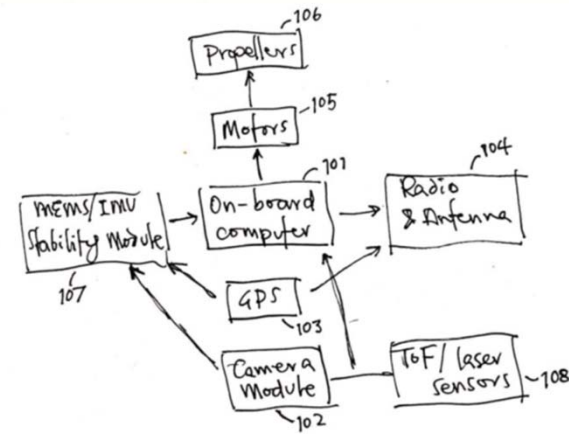 106
Propellers
105
Motors
101
104
MEMS/IMU
Stability Module
On-board
computer
Radio
& Antenna
107
GPS
103
Camera
Module
ToF/laser
sensors
108
102